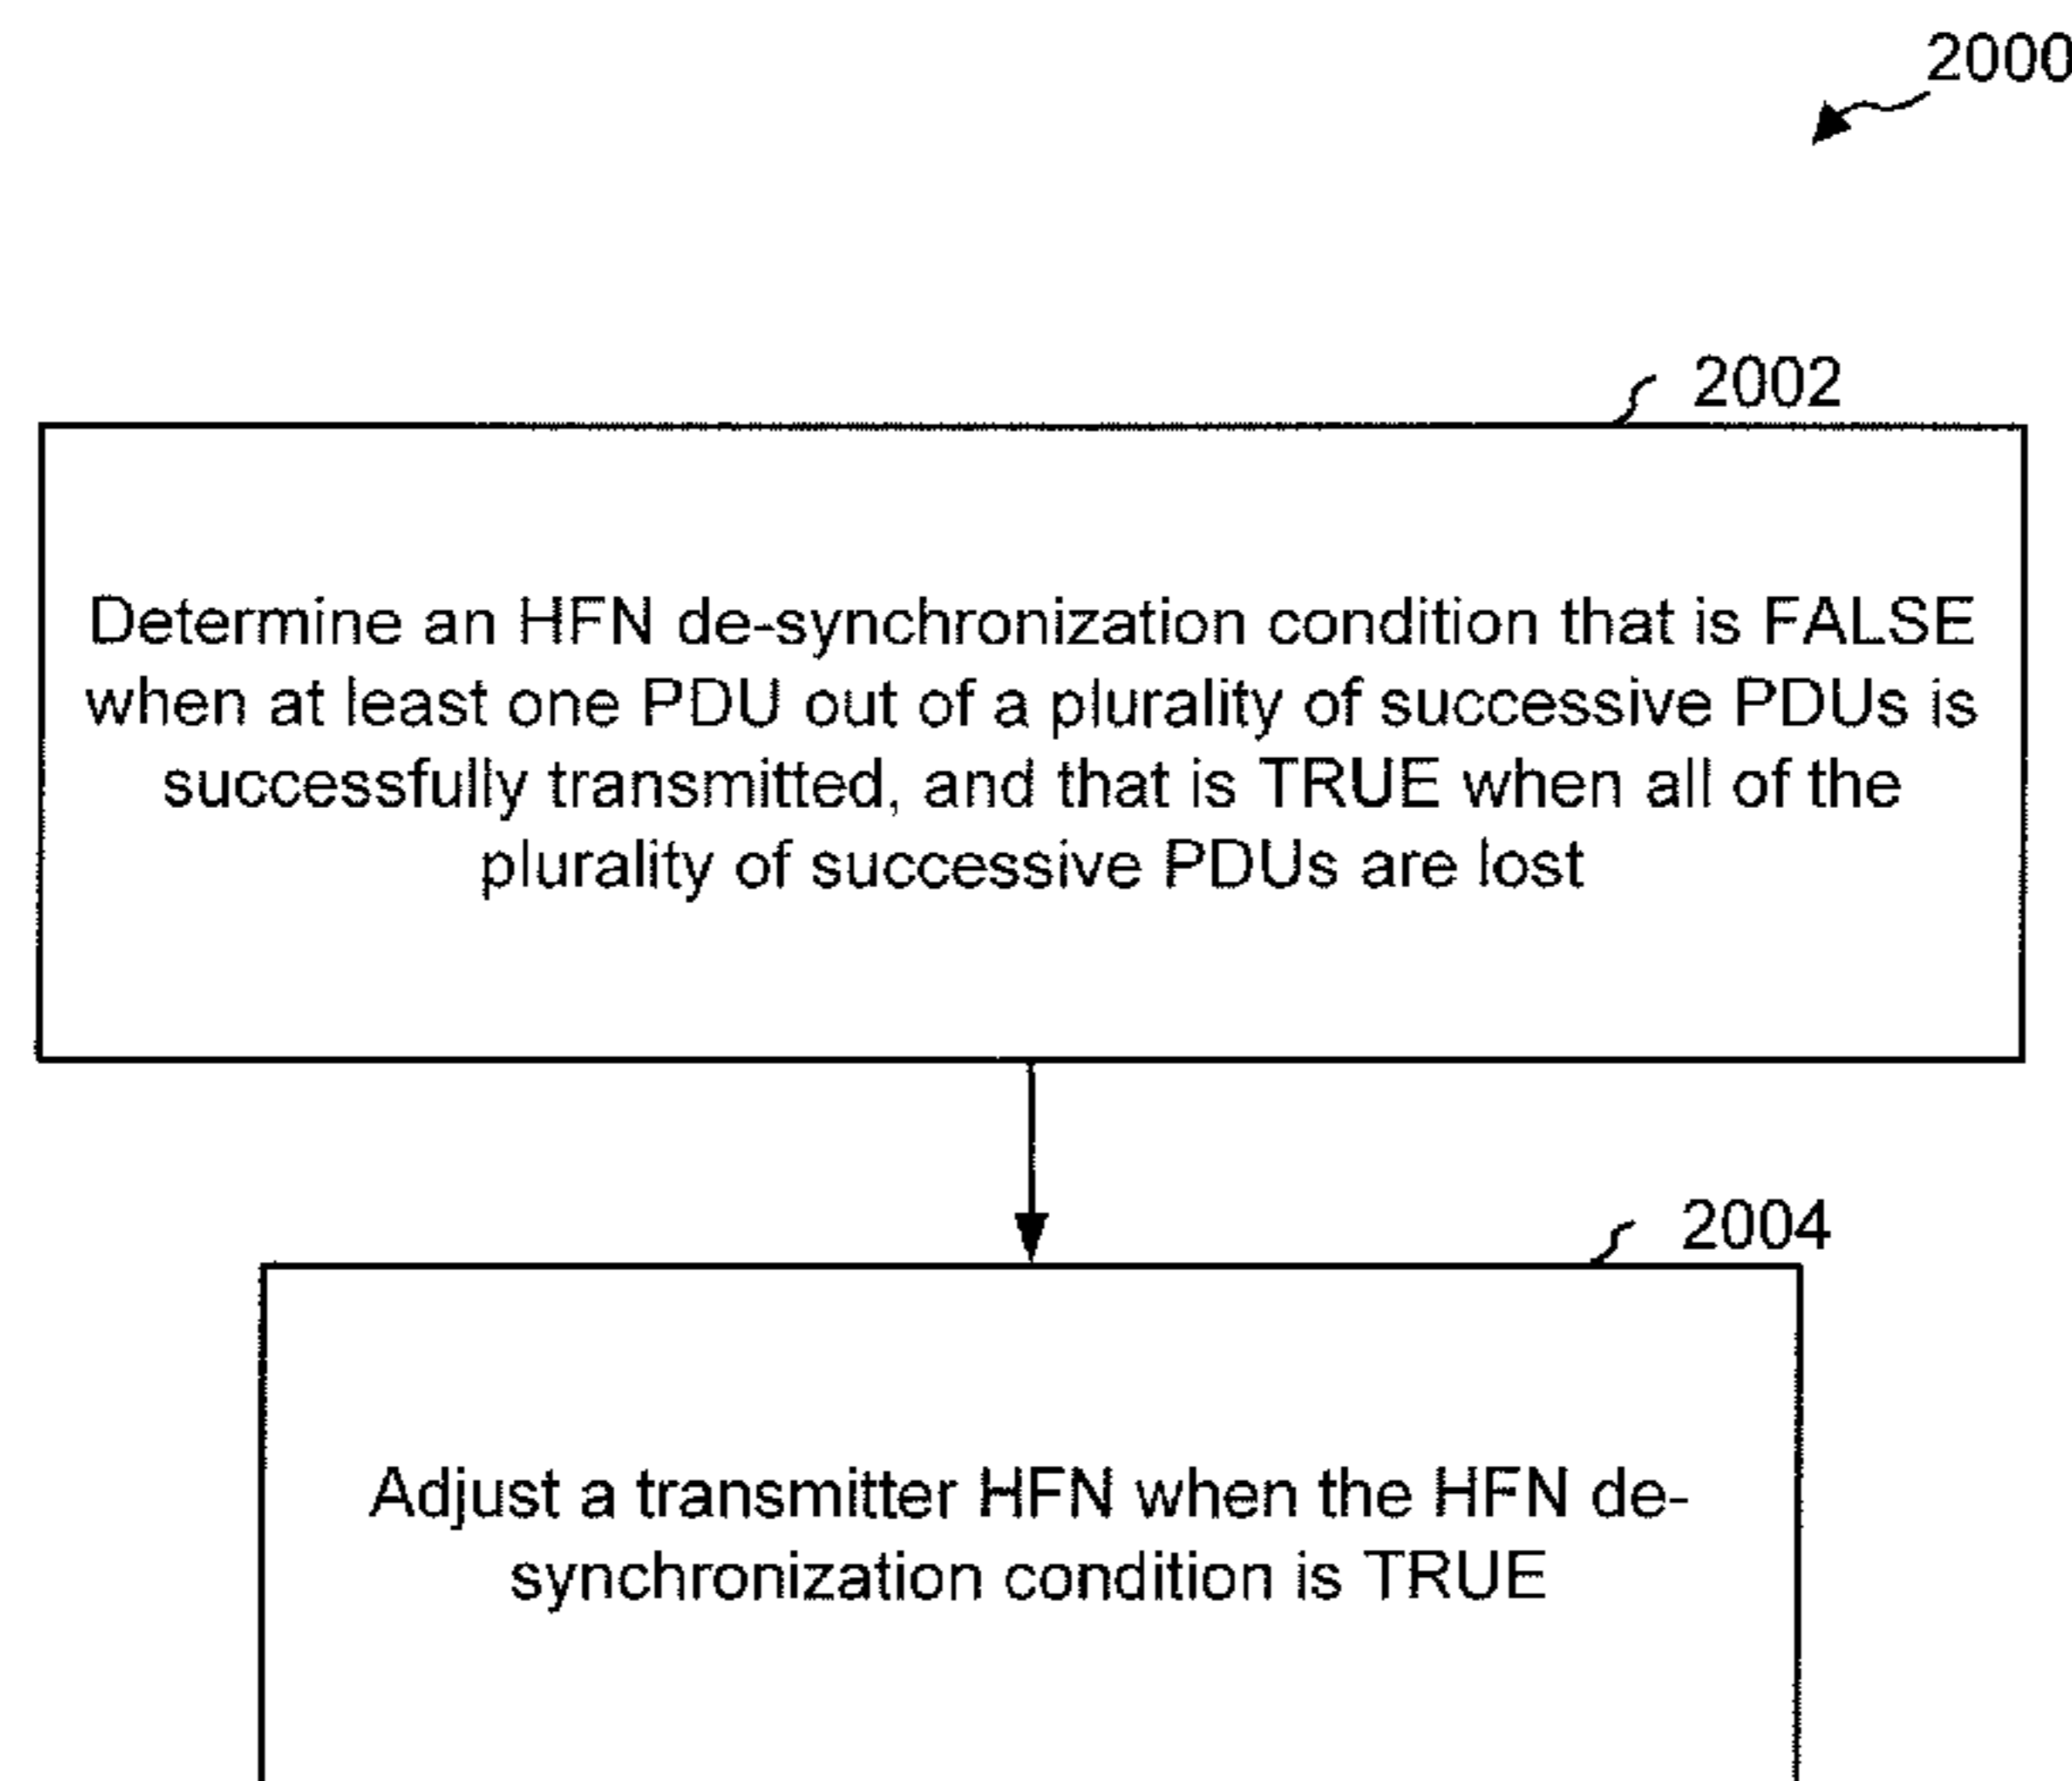 2000
2002
Determine an HFN de-synchronization condition that is FALSE
when at least one PDU out of a plurality of successive PDUs is
successfully transmitted, and that is TRUE when all of the
plurality of successive PDUs are lost
2004
Adjust a transmitter HFN when the HFN de-
synchronization condition is TRUE